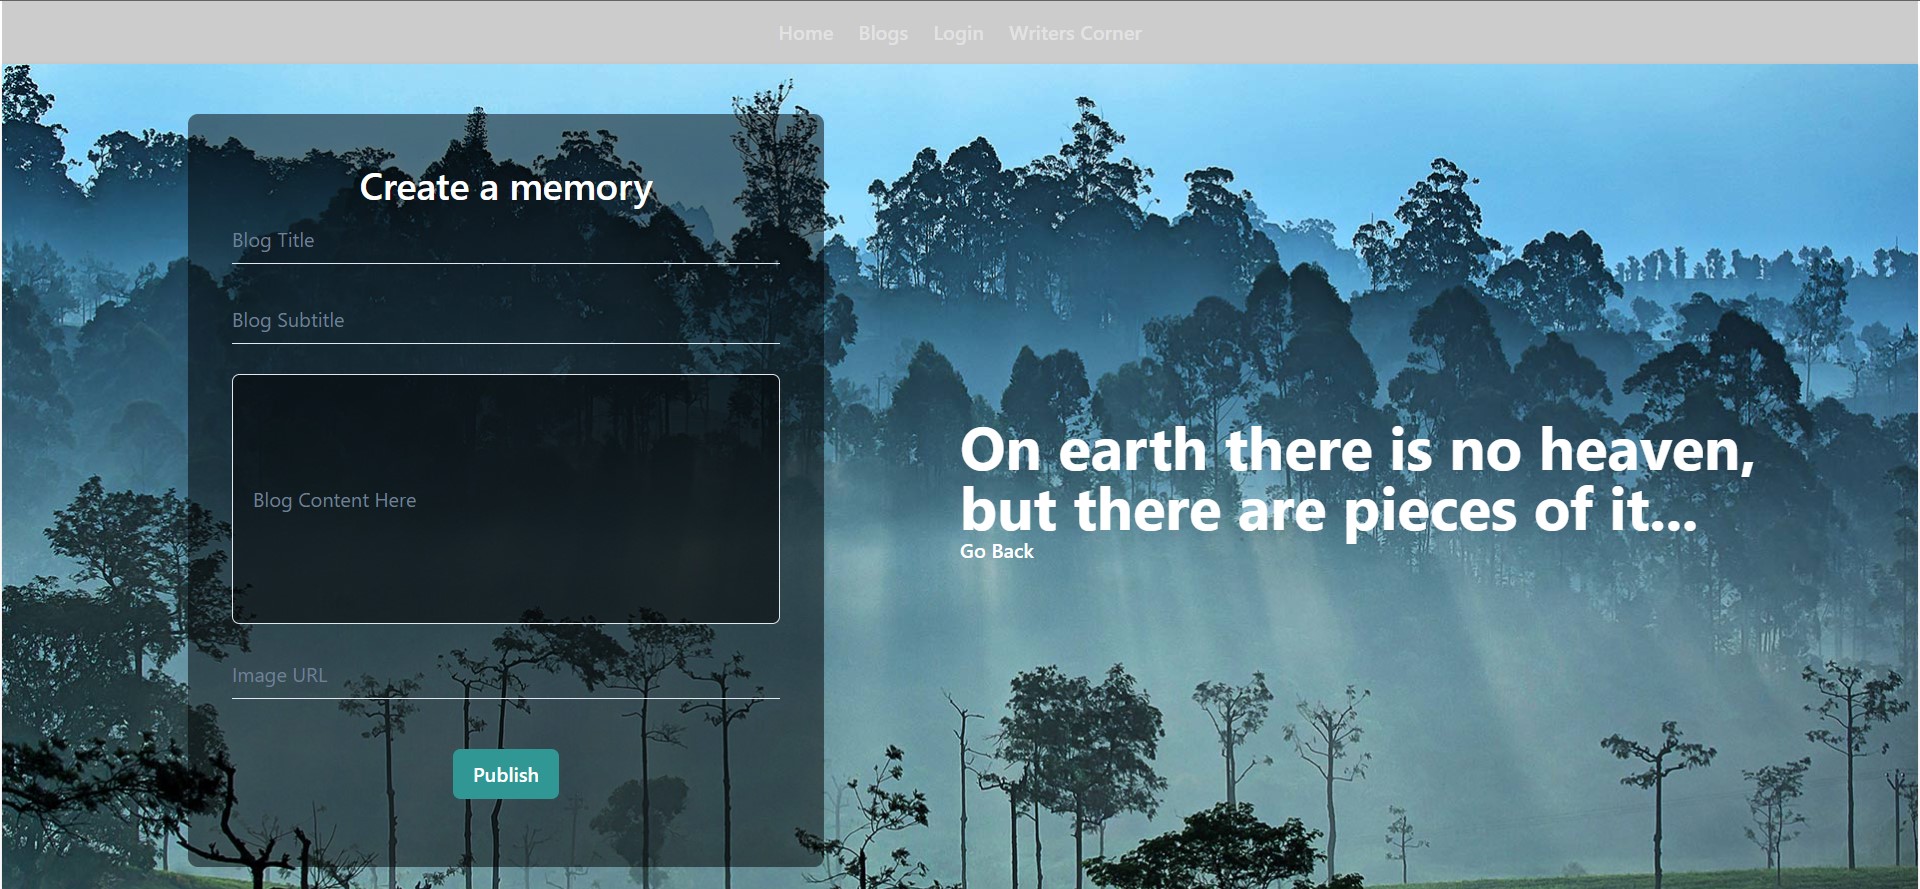 Home Blogs Login Writers Corner
Create a memory
Blog Title
Blog Subtitle
Blog Content Here
Image URL
Publish
On earth there is no heaven,
but there are pieces of it...
Go Back